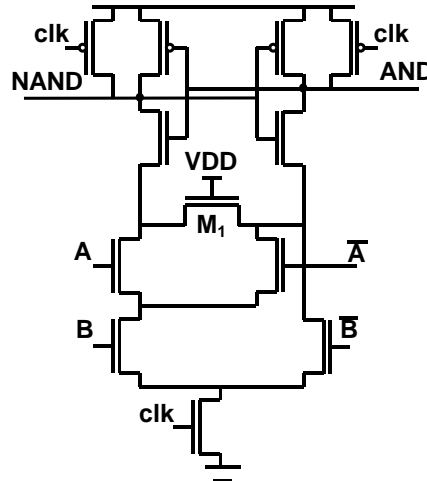 clk clk
NAND AND
VDD
M₁
A A̅
B B̅
clk